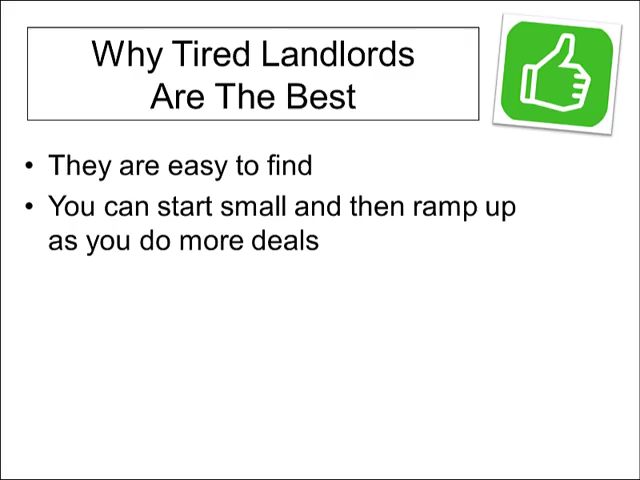 Why Tired Landlords
Are The Best
• They are easy to find
• You can start small and then ramp up
as you do more deals